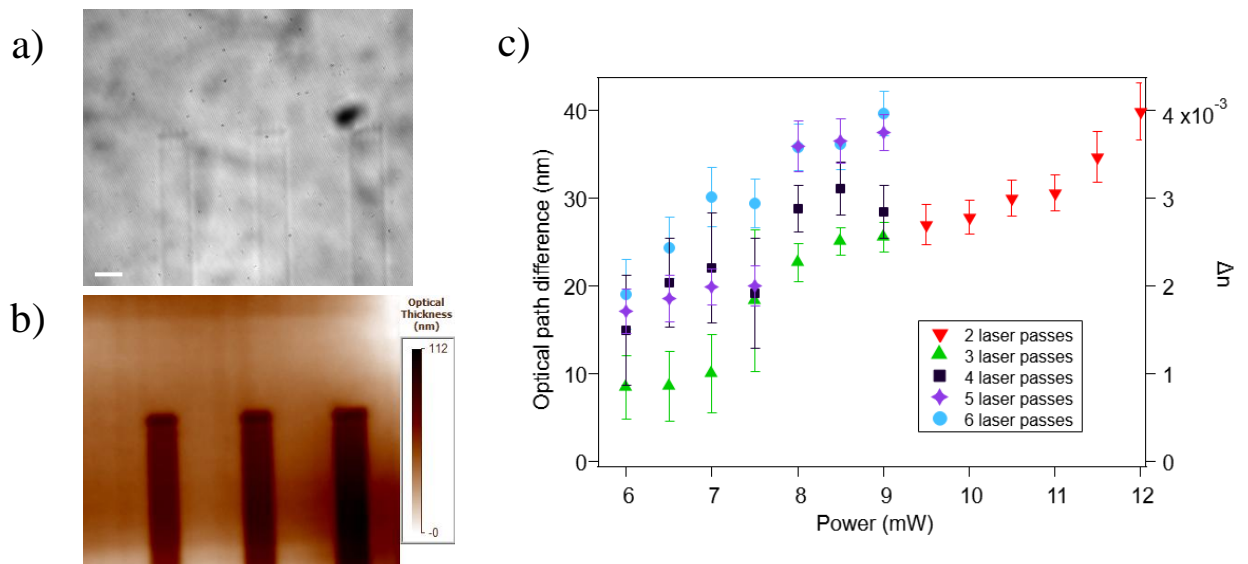 a)
b)
Optical
Thickness
(nm)
112
-0
c)
Optical path difference (nm)
40
30
20
10
0
4 x10⁻³
3
2
1
0
Δn
2 laser passes
3 laser passes
4 laser passes
5 laser passes
6 laser passes
6 7 8 9 10 11 12
Power (mW)